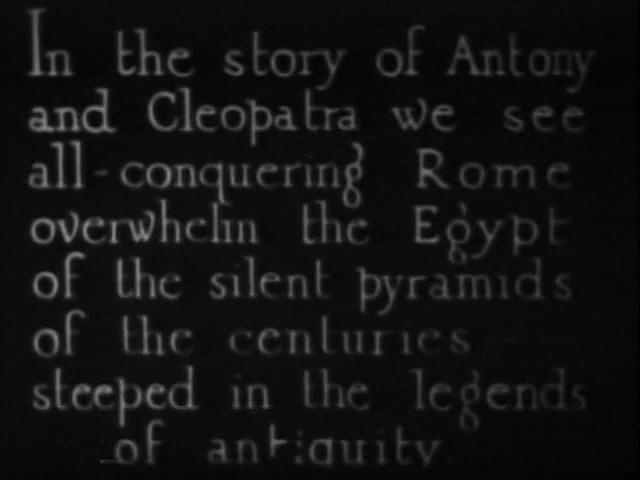 In the story of Antony
and Cleopatra we see
all-conquering Rome
overwhelm the Egypt
of the silent pyramids
of the centuries --
steeped in the legends
of antiquity.